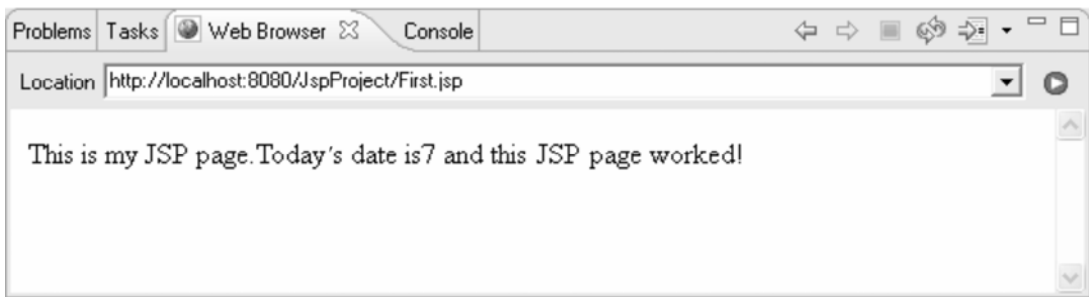 Problems Tasks Web Browser Console
Location http://localhost:8080/JspProject/First.jsp
This is my JSP page.Today's date is7 and this JSP page worked!